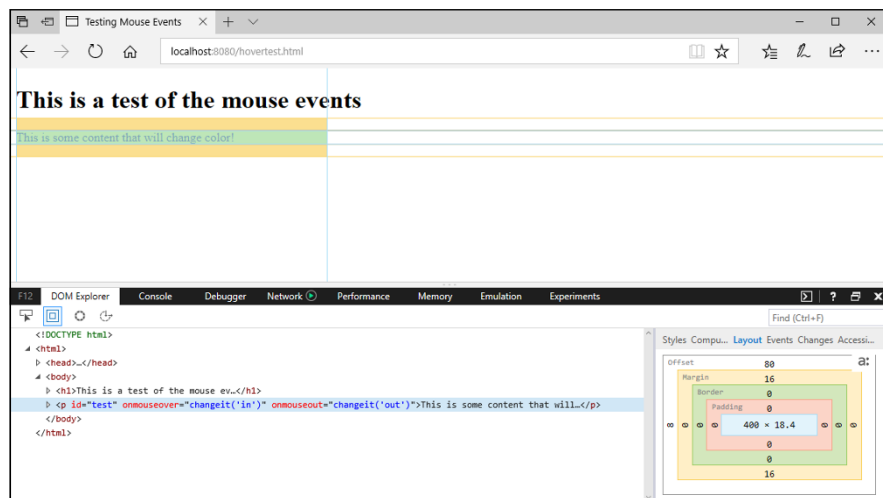 Testing Mouse Events
localhost:8080/hovertest.html
This is a test of the mouse events
This is some content that will change color!
F12 DOM Explorer Console Debugger Network Performance Memory Emulation Experiments ?
Find (Ctrl+F)
<!DOCTYPE html>
<html>
<head>…</head>
<body>
<h1>This is a test of the mouse ev…</h1>
<p id="test" onmouseover="changeit('in')" onmouseout="changeit('out')">This is some content that will…</p>
</body>
</html>
Styles Compu... Layout Events Changes Accessi...
Offset 80 a:
Margin 16
Border 0
Padding 0
8 0 0 0 400 × 18.4 0 0 0
0
0
16